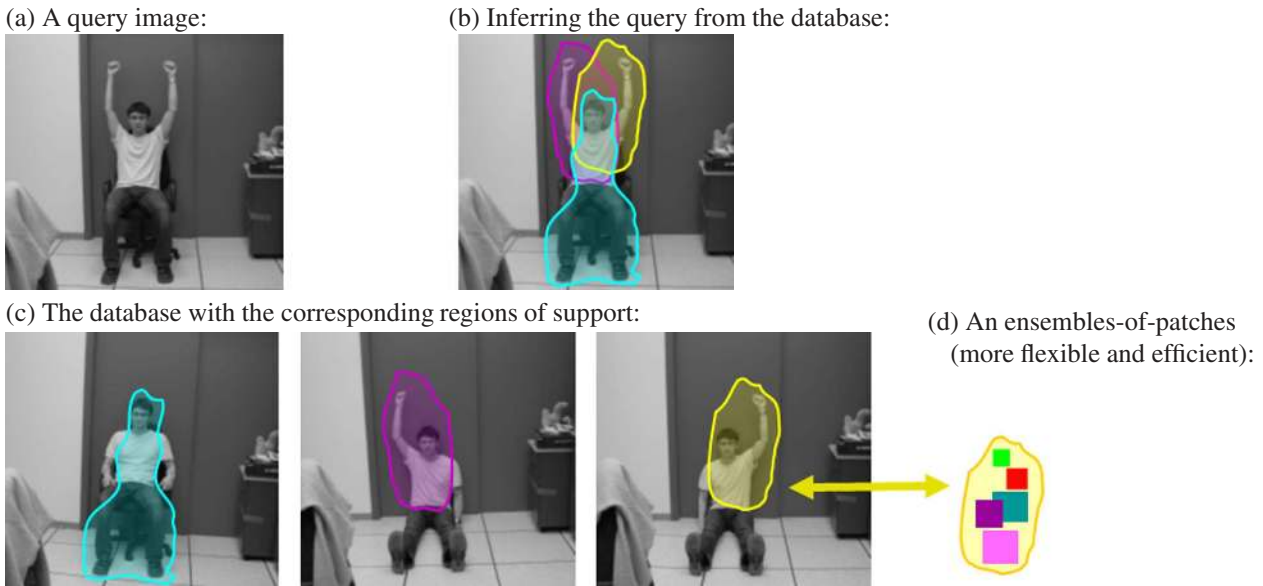 (a) A query image:
(b) Inferring the query from the database:
(c) The database with the corresponding regions of support:
(d) An ensembles-of-patches
(more flexible and efficient):